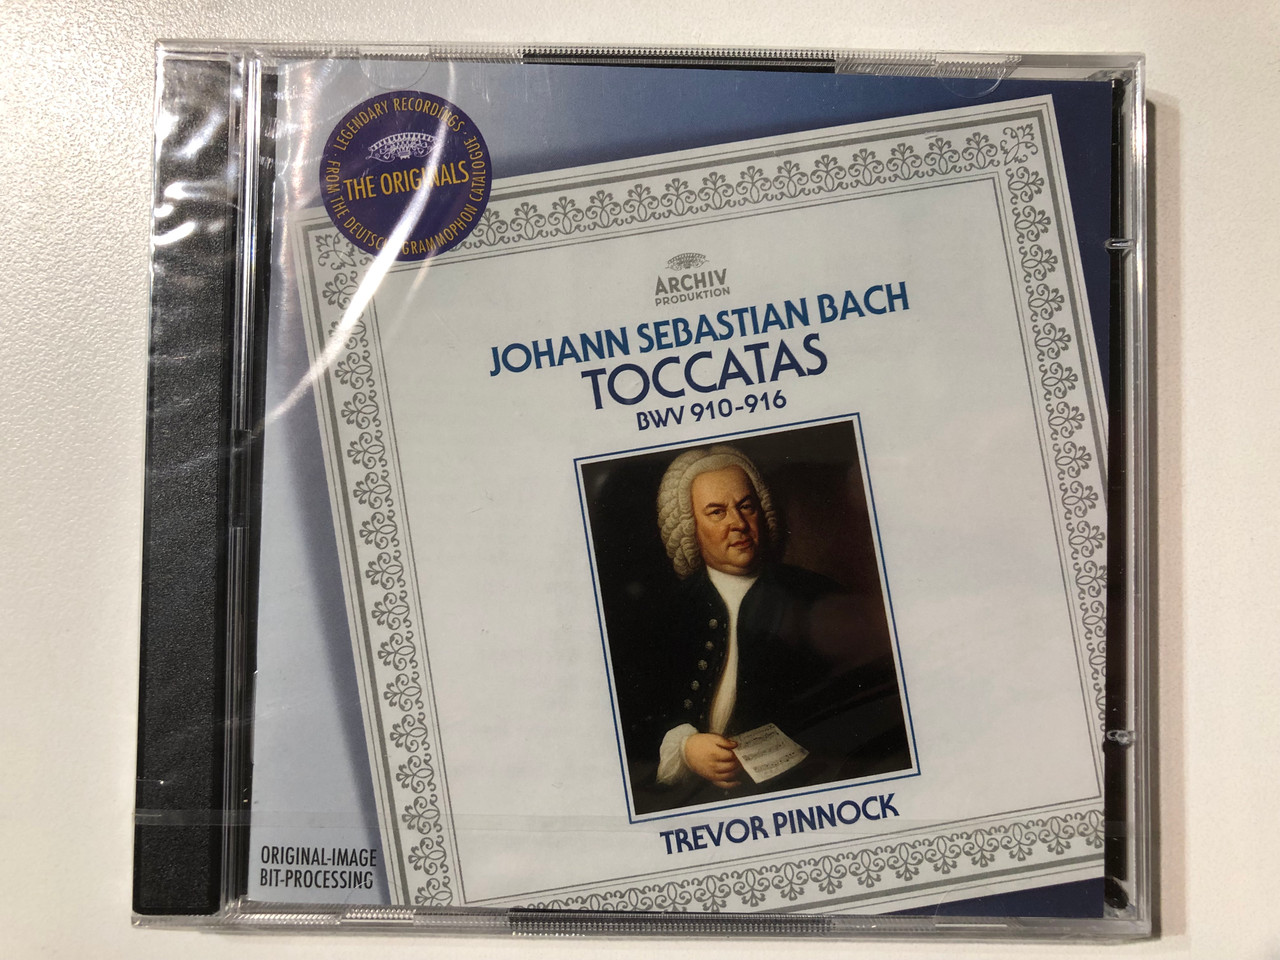 · LEGENDARY RECORDINGS ·
FROM THE DEUTSCHE GRAMMOPHON CATALOGUE
THE ORIGINALS
ARCHIV
PRODUKTION
JOHANN SEBASTIAN BACH
TOCCATAS
BWV 910-916
TREVOR PINNOCK
ORIGINAL-IMAGE
BIT-PROCESSING